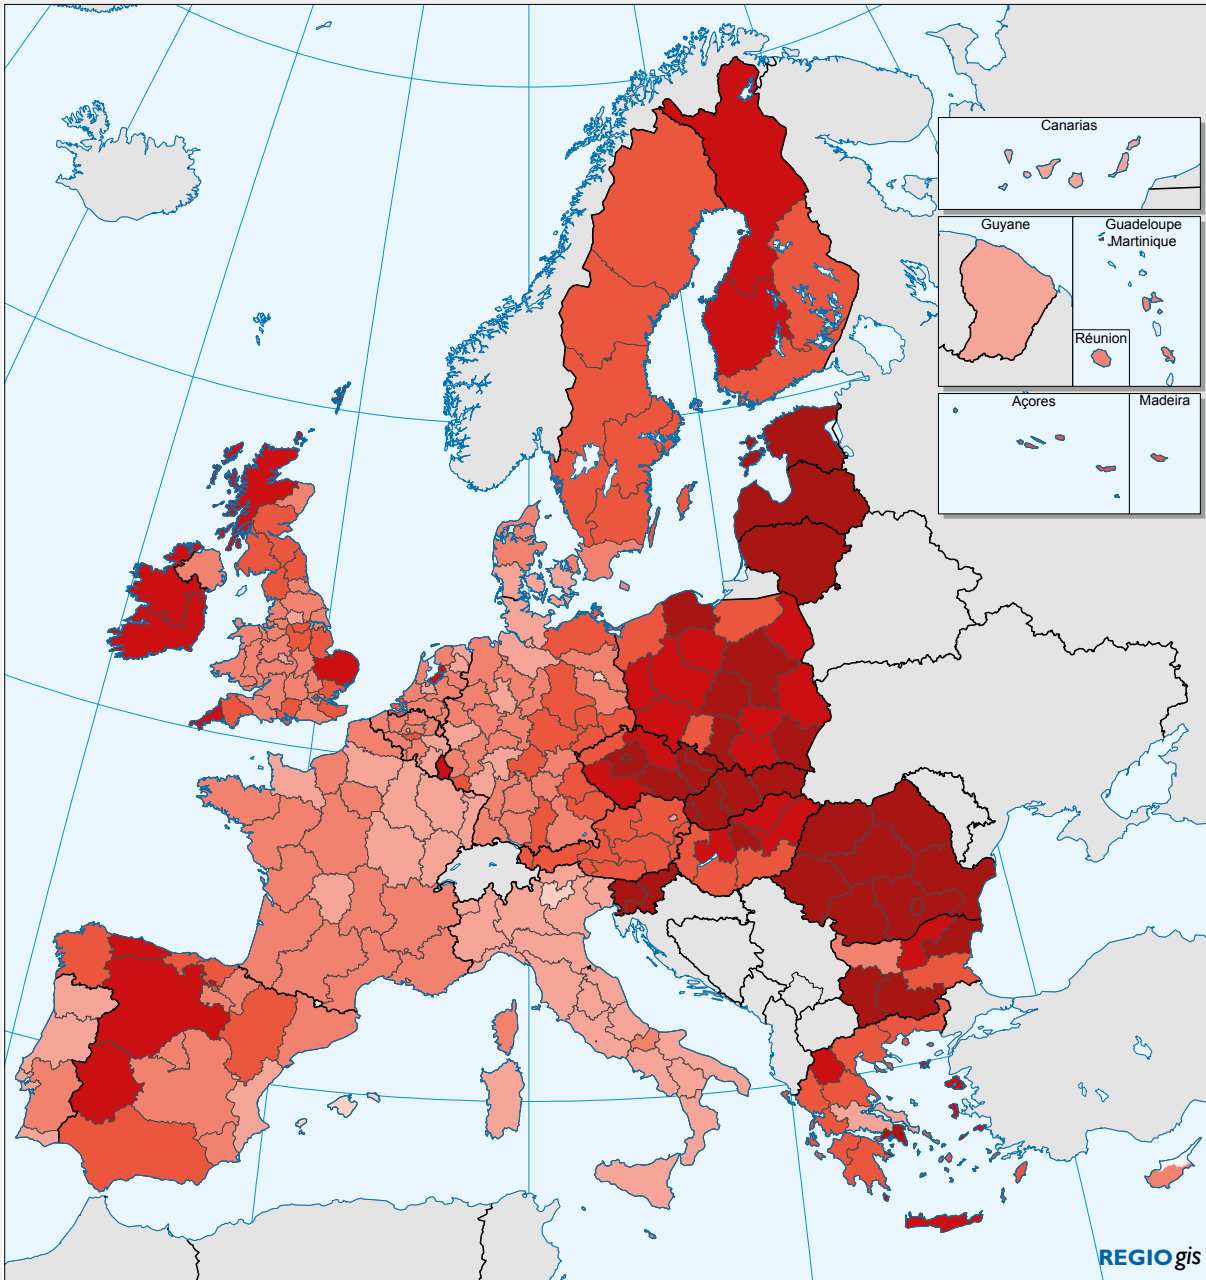 Canarias
Guyane
Guadeloupe
Martinique
Réunion
Açores
Madeira
REGIOgis